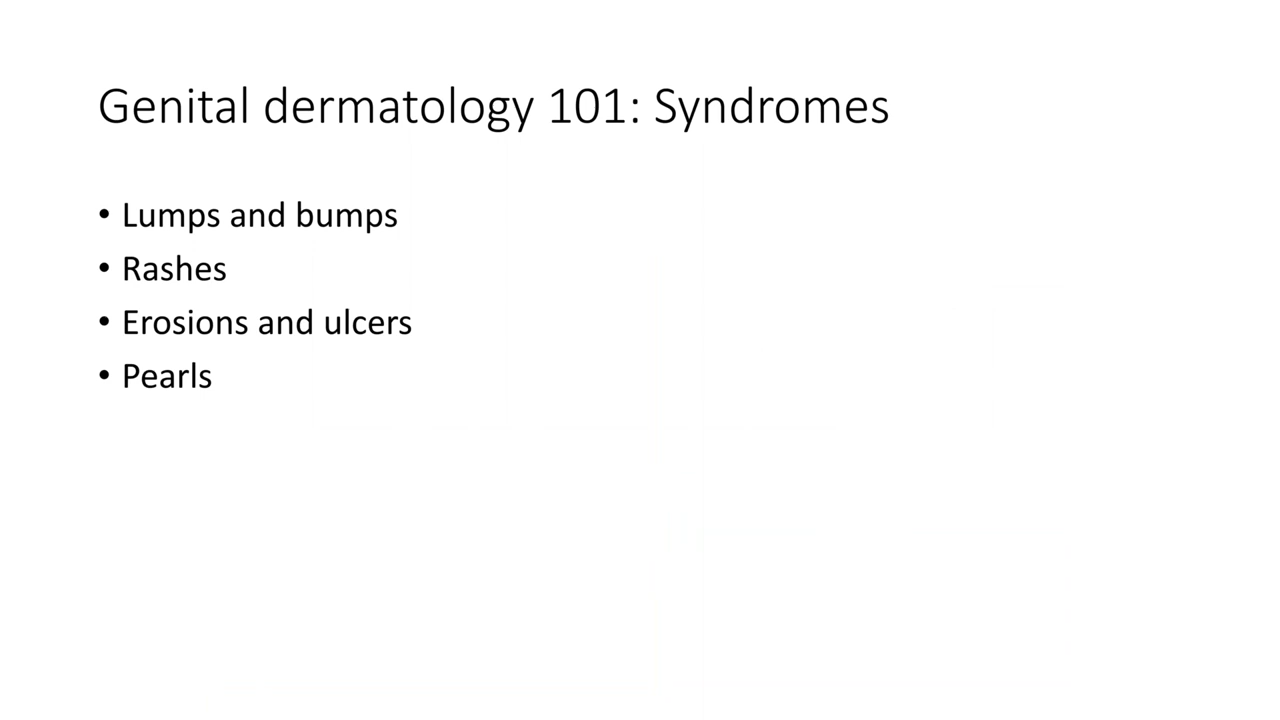 Genital dermatology 101: Syndromes
• Lumps and bumps
• Rashes
• Erosions and ulcers
• Pearls